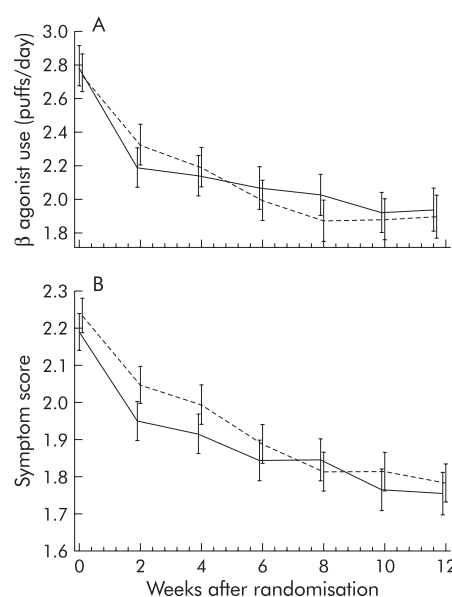 A
3.0
2.8
2.6
2.4
2.2
2.0
1.8
β agonist use (puffs/day)
B
2.3
2.2
2.1
2.0
1.9
1.8
1.7
1.6
Symptom score
0 2 4 6 8 10 12
Weeks after randomisation